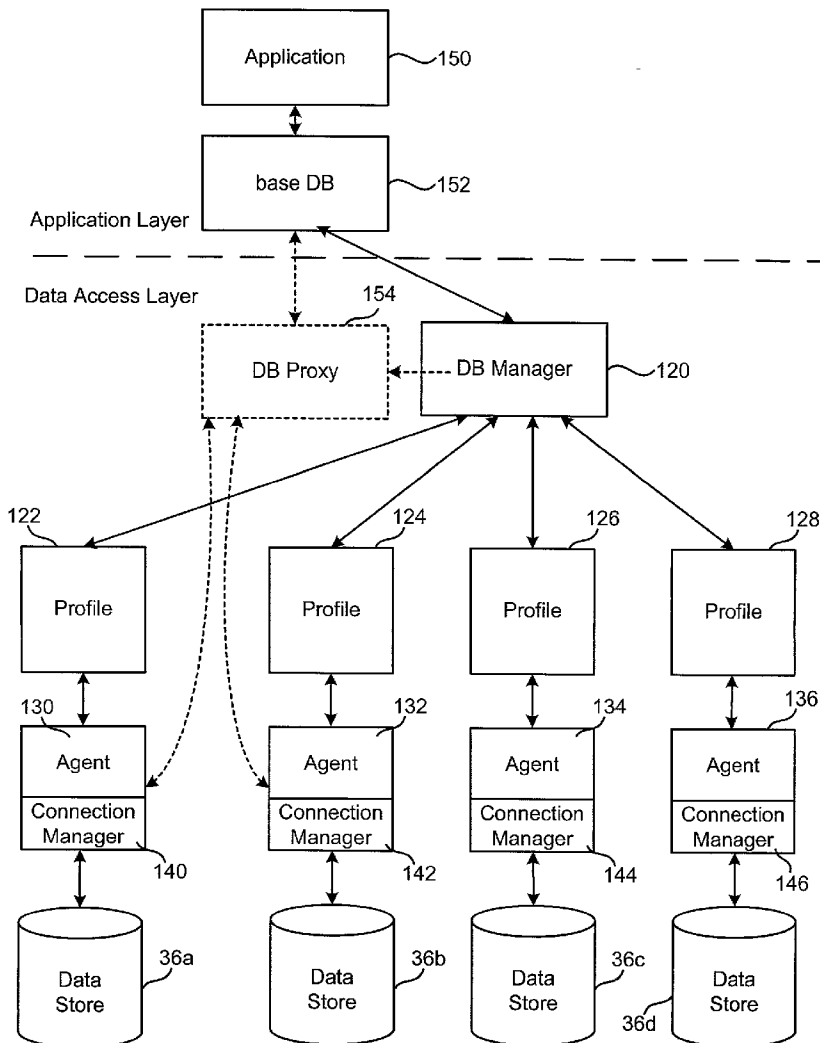 Application
150
base DB
152
Application Layer
Data Access Layer
154
DB Proxy
DB Manager
120
122
124
126
128
Profile
Profile
Profile
Profile
130
132
134
136
Agent
Agent
Agent
Agent
Connection
Manager
Connection
Manager
Connection
Manager
Connection
Manager
140
142
144
146
36a
36b
36c
36d
Data
Store
Data
Store
Data
Store
Data
Store